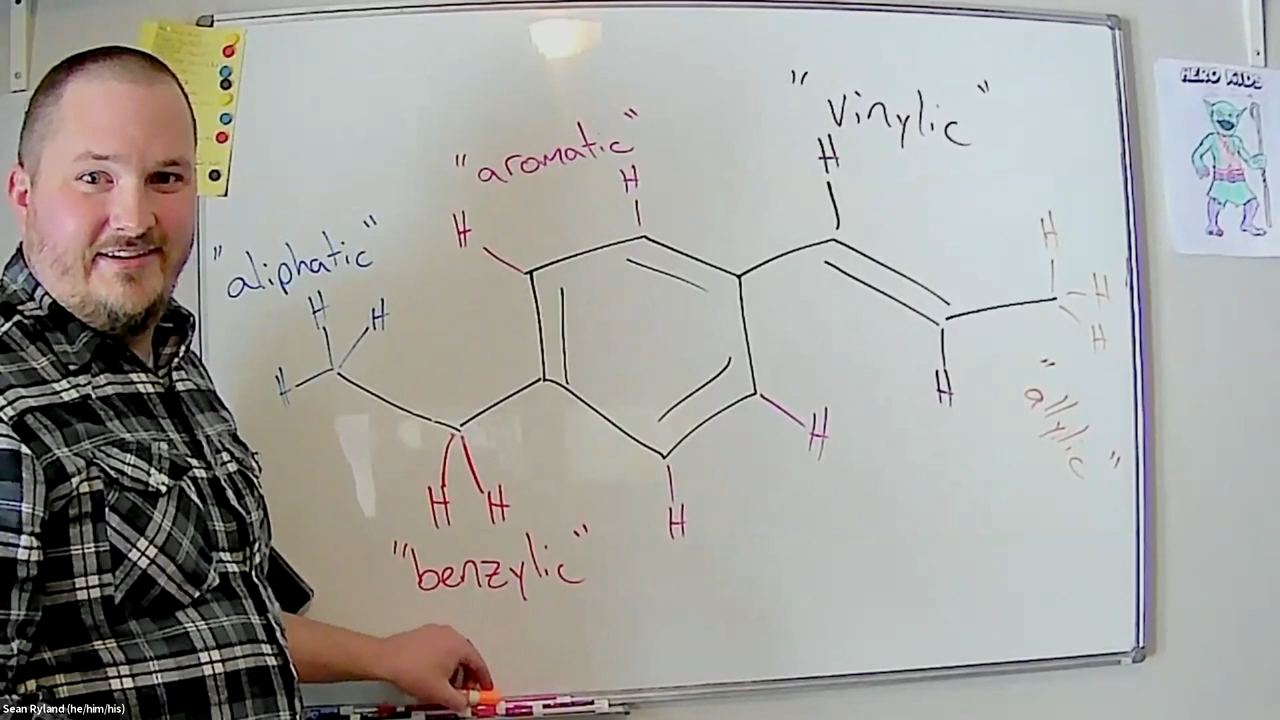 HERO KIDS
"vinylic"
"aromatic"
"aliphatic"
H
H
H
H
H
H
H
H
H
H
H
H
H
H
"allylic"
H
H
"benzylic"
Sean Ryland (he/him/his)